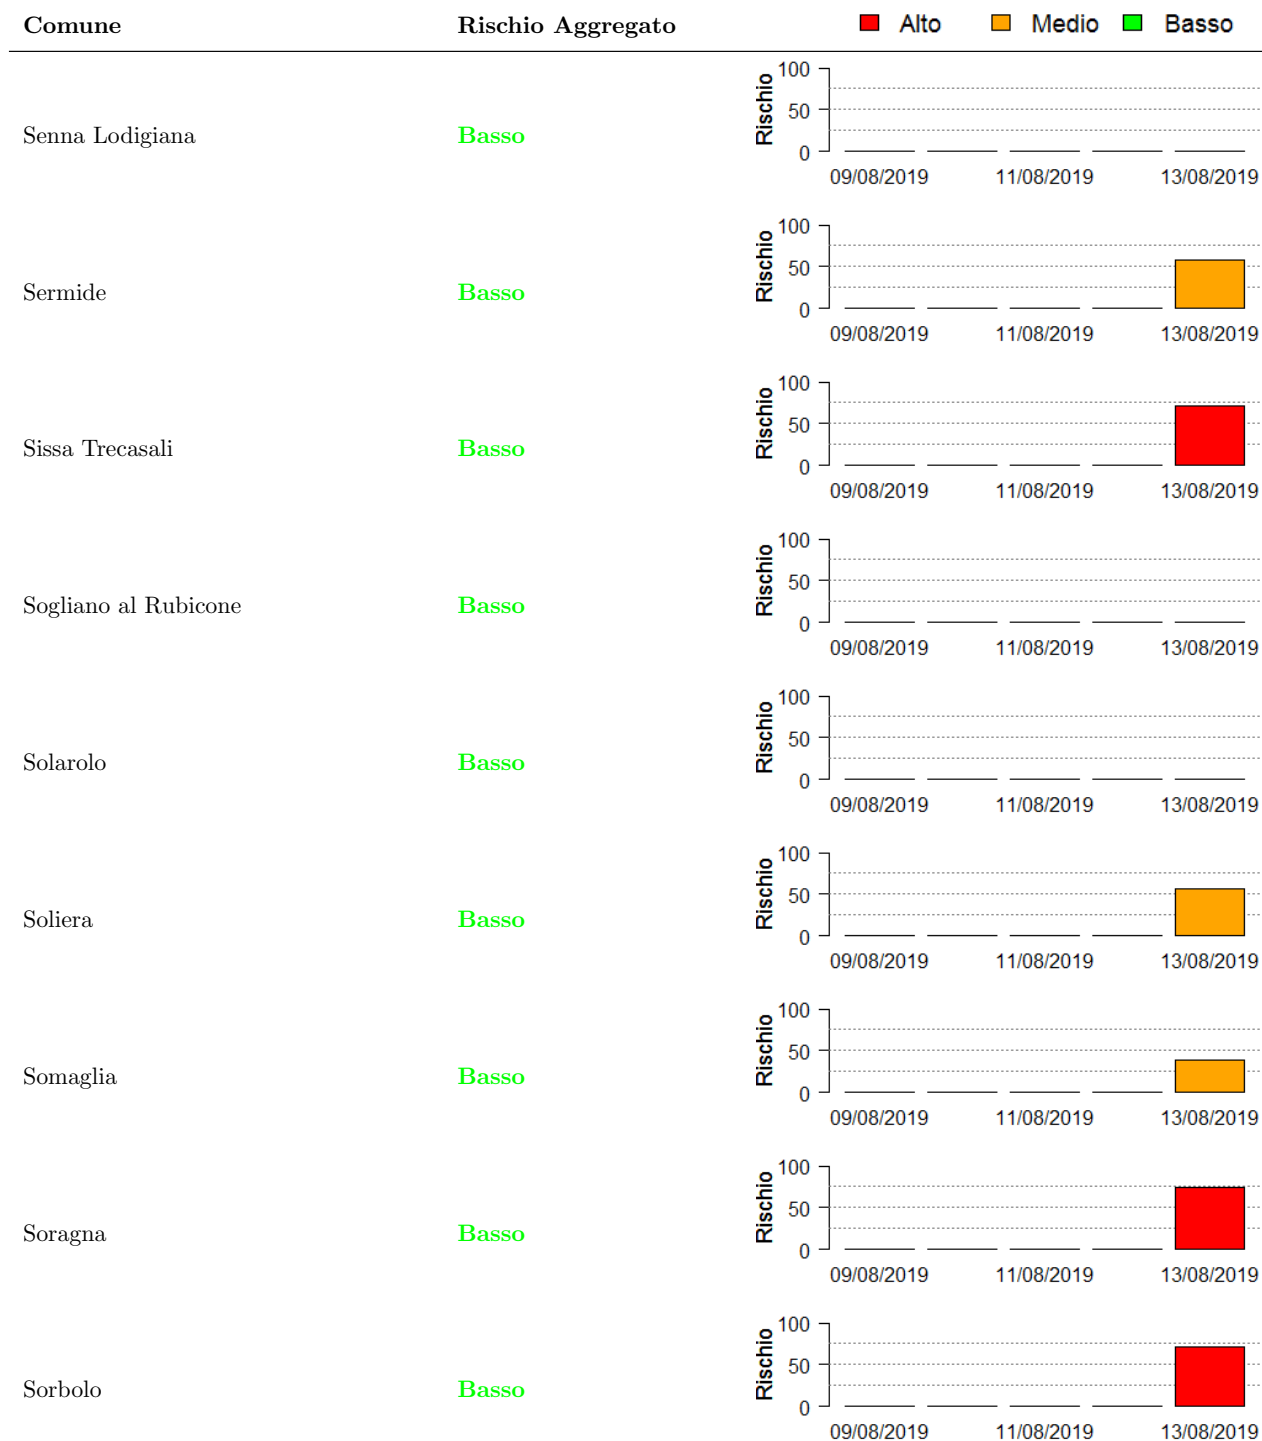 Comune Rischio Aggregato Alto Medio Basso
100
50
0
Rischio
Senna Lodigiana Basso
09/08/2019 11/08/2019 13/08/2019
100
50
0
Rischio
Sermide Basso
09/08/2019 11/08/2019 13/08/2019
100
50
0
Rischio
Sissa Trecasali Basso
09/08/2019 11/08/2019 13/08/2019
100
50
0
Rischio
Sogliano al Rubicone Basso
09/08/2019 11/08/2019 13/08/2019
100
50
0
Rischio
Solarolo Basso
09/08/2019 11/08/2019 13/08/2019
100
50
0
Rischio
Soliera Basso
09/08/2019 11/08/2019 13/08/2019
100
50
0
Rischio
Somaglia Basso
09/08/2019 11/08/2019 13/08/2019
100
50
0
Rischio
Soragna Basso
09/08/2019 11/08/2019 13/08/2019
100
50
0
Rischio
Sorbolo Basso
09/08/2019 11/08/2019 13/08/2019